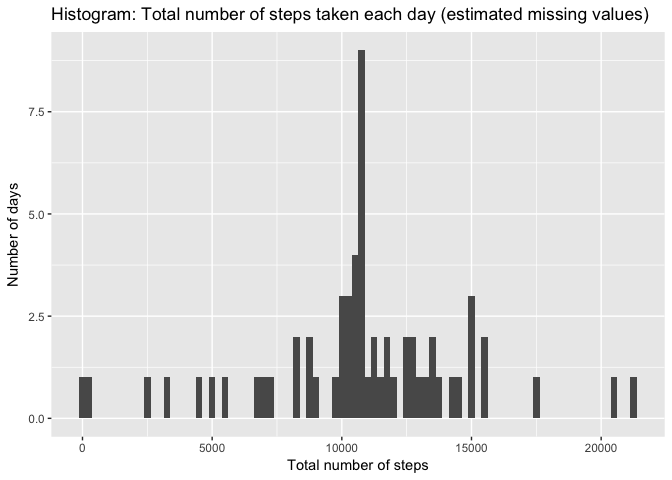 Histogram: Total number of steps taken each day (estimated missing values)
7.5
5.0
2.5
0.0
Number of days
0 5000 10000 15000 20000
Total number of steps